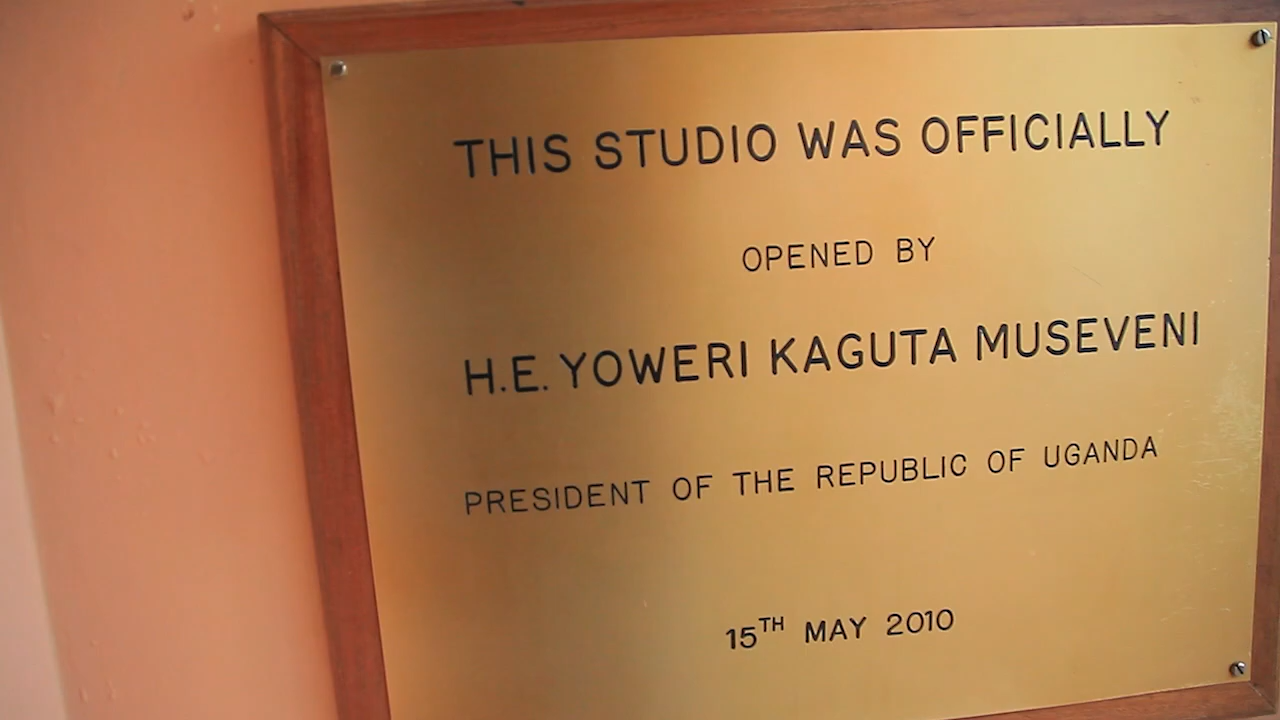 THIS STUDIO WAS OFFICIALLY
OPENED BY
H.E. YOWERI KAGUTA MUSEVENI
PRESIDENT OF THE REPUBLIC OF UGANDA
15TH MAY 2010